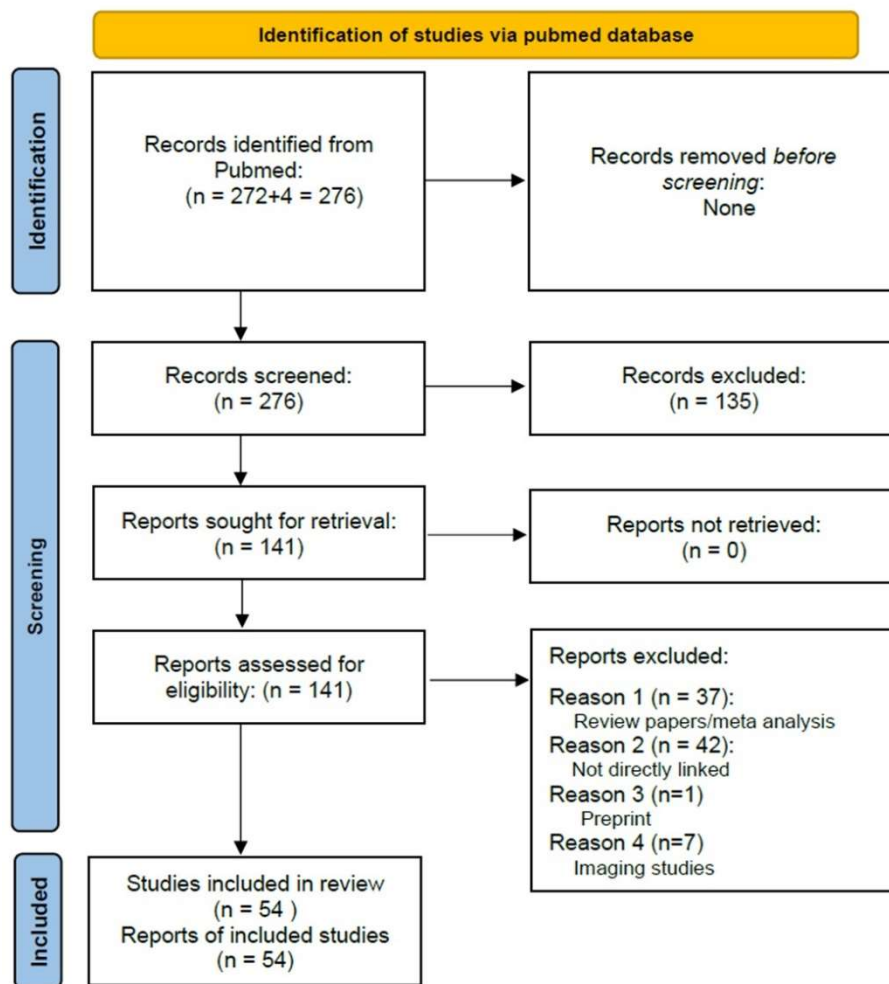 Identification of studies via pubmed database
Identification
Records identified from
Pubmed:
(n = 272+4 = 276)
Records removed before
screening:
None
Screening
Records screened:
(n = 276)
Records excluded:
(n = 135)
Reports sought for retrieval:
(n = 141)
Reports not retrieved:
(n = 0)
Reports assessed for
eligibility: (n = 141)
Reports excluded:
Reason 1 (n = 37):
Review papers/meta analysis
Reason 2 (n = 42):
Not directly linked
Reason 3 (n=1)
Preprint
Reason 4 (n=7)
Imaging studies
Included
Studies included in review
(n = 54 )
Reports of included studies
(n = 54)